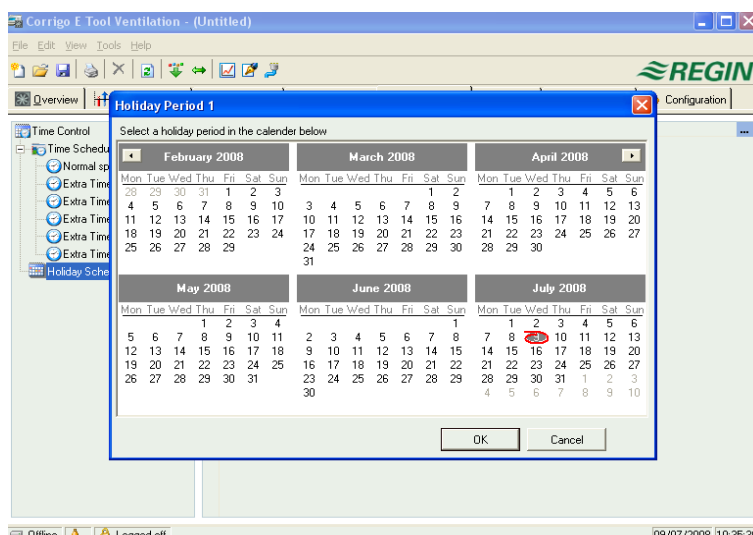 Corrigo E Tool Ventilation - (Untitled)
File Edit View Tools Help
REGIN
Overview Configuration
Holiday Period 1
Select a holiday period in the calender below
Time Control
Time Schedu
Normal sp
Extra Time
Extra Time
Extra Time
Extra Time
Extra Time
Holiday Sche
February 2008 March 2008 April 2008
Mon Tue Wed Thu Fri Sat Sun Mon Tue Wed Thu Fri Sat Sun Mon Tue Wed Thu Fri Sat Sun
28 29 30 31 1 2 3 1 2 1 2 3 4 5 6
4 5 6 7 8 9 10 3 4 5 6 7 8 9 7 8 9 10 11 12 13
11 12 13 14 15 16 17 10 11 12 13 14 15 16 14 15 16 17 18 19 20
18 19 20 21 22 23 24 17 18 19 20 21 22 23 21 22 23 24 25 26 27
25 26 27 28 29 24 25 26 27 28 29 30 28 29 30
31
May 2008 June 2008 July 2008
Mon Tue Wed Thu Fri Sat Sun Mon Tue Wed Thu Fri Sat Sun Mon Tue Wed Thu Fri Sat Sun
1 2 3 4 1 1 2 3 4 5 6
5 6 7 8 9 10 11 2 3 4 5 6 7 8 7 8 9 10 11 12 13
12 13 14 15 16 17 18 9 10 11 12 13 14 15 14 15 16 17 18 19 20
19 20 21 22 23 24 25 16 17 18 19 20 21 22 21 22 23 24 25 26 27
26 27 28 29 30 31 23 24 25 26 27 28 29 28 29 30 31 1 2 3
30 4 5 6 7 8 9 10
OK Cancel
Offline Logged off 09/07/2008